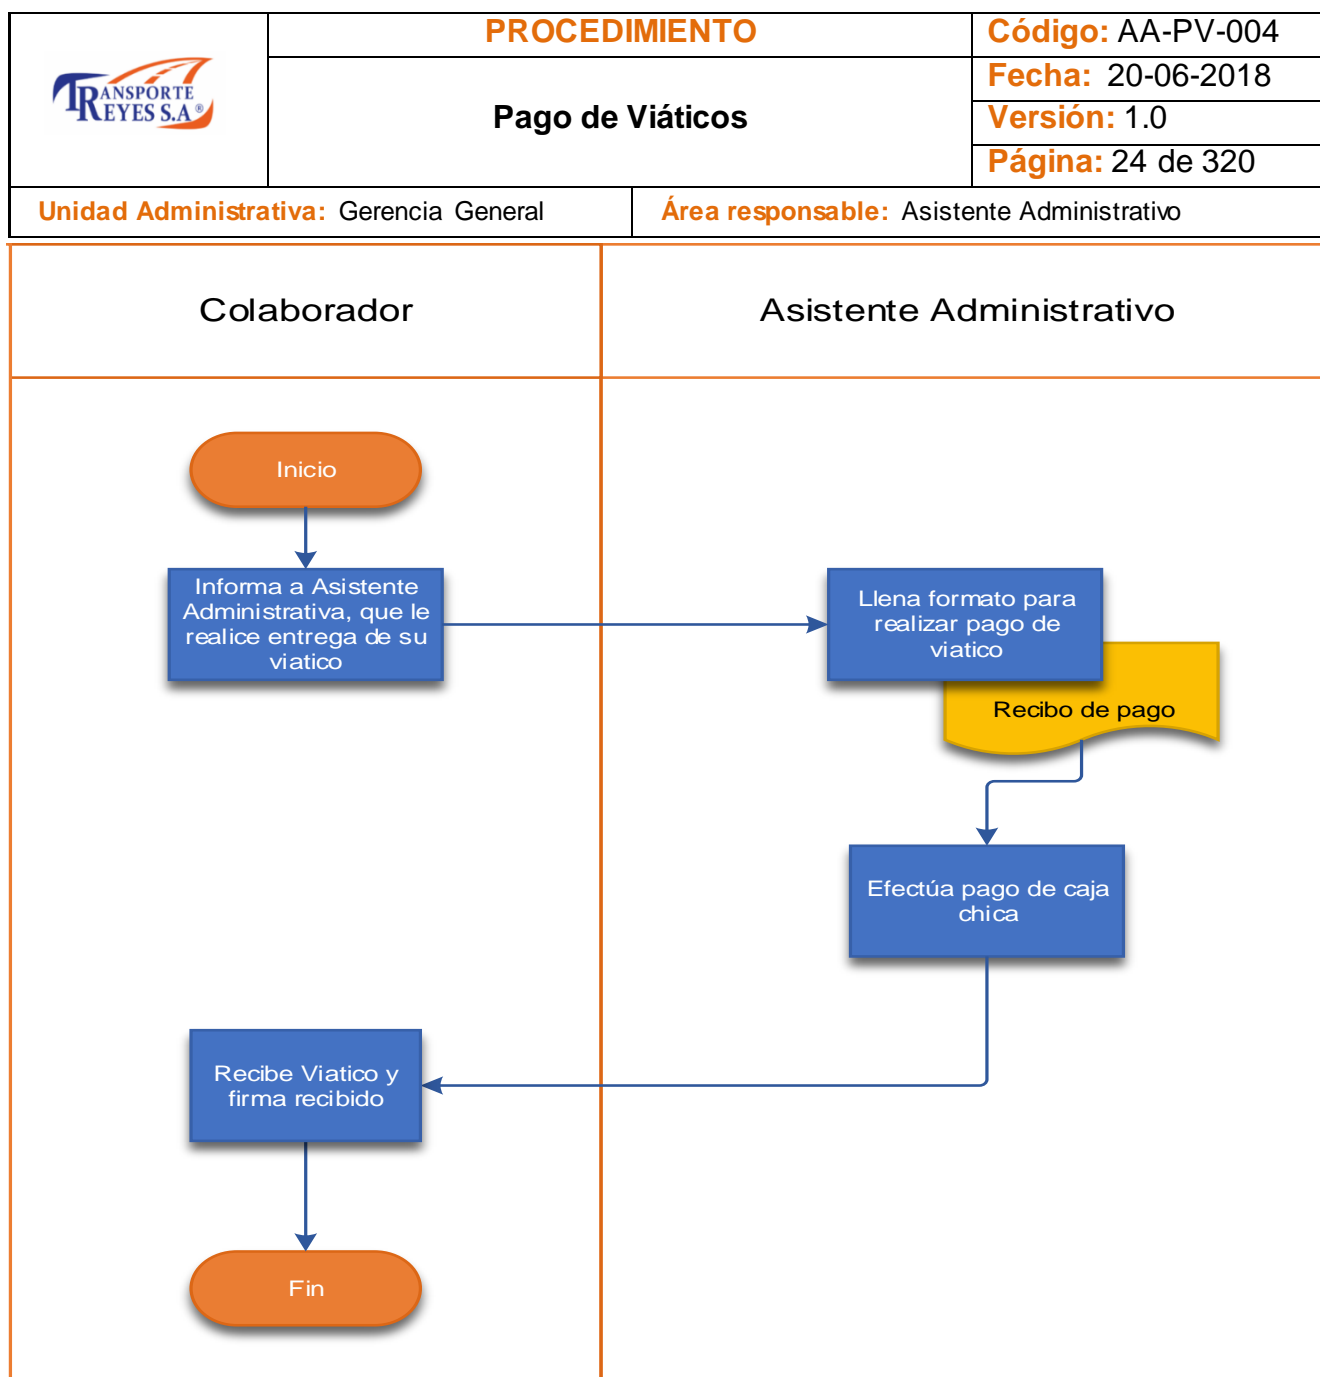 TRANSPORTE
REYES S.A®
PROCEDIMIENTO
Pago de Viáticos
Código: AA-PV-004
Fecha: 20-06-2018
Versión: 1.0
Página: 24 de 320
Unidad Administrativa: Gerencia General
Área responsable: Asistente Administrativo
Colaborador
Asistente Administrativo
Inicio
Informa a Asistente
Administrativa, que le
realice entrega de su
viatico
Llena formato para
realizar pago de
viatico
Recibo de pago
Efectúa pago de caja
chica
Recibe Viatico y
firma recibido
Fin